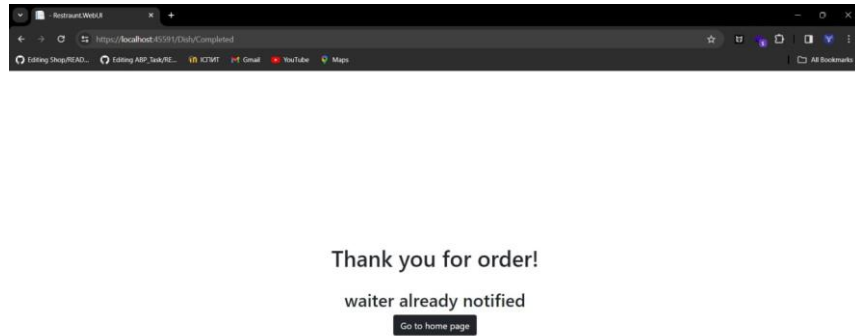 - Restraunt.WebUI
https://localhost:45591/Dish/Completed
Editing Shop/READ... Editing ABP_Task/RE... ІСПИТ Gmail YouTube Maps All Bookmarks
Thank you for order!
waiter already notified
Go to home page